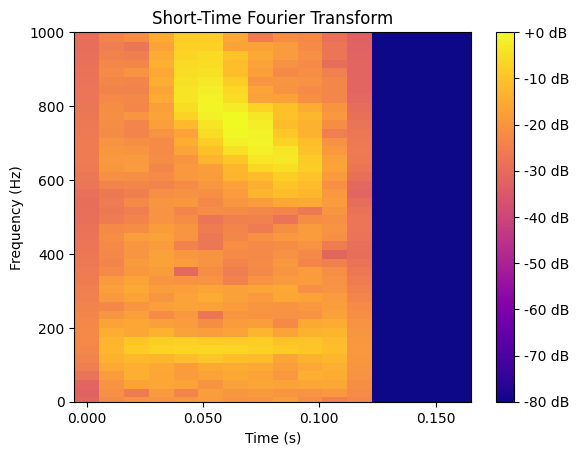 Short-Time Fourier Transform
Frequency (Hz)
1000
800
600
400
200
0
0.000
0.050
0.100
0.150
Time (s)
+0 dB
-10 dB
-20 dB
-30 dB
-40 dB
-50 dB
-60 dB
-70 dB
-80 dB